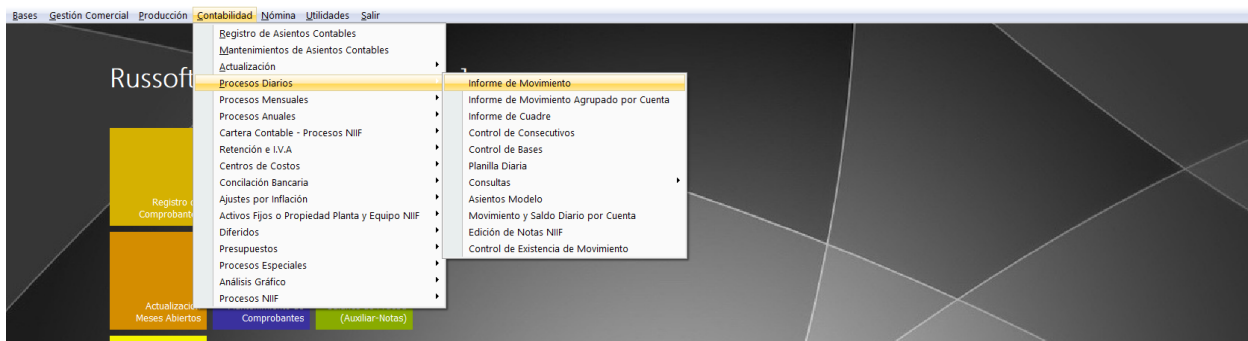 Bases Gestión Comercial Producción Contabilidad Nómina Utilidades Salir
Registro de Asientos Contables
Mantenimientos de Asientos Contables
Actualización
Procesos Diarios
Procesos Mensuales
Procesos Anuales
Cartera Contable - Procesos NIIF
Retención e I.V.A
Centros de Costos
Concilación Bancaria
Ajustes por Inflación
Activos Fijos o Propiedad Planta y Equipo NIIF
Diferidos
Presupuestos
Procesos Especiales
Análisis Gráfico
Procesos NIIF
Informe de Movimiento
Informe de Movimiento Agrupado por Cuenta
Informe de Cuadre
Control de Consecutivos
Control de Bases
Planilla Diaria
Consultas
Asientos Modelo
Movimiento y Saldo Diario por Cuenta
Edición de Notas NIIF
Control de Existencia de Movimiento
Russoft
Registro
Comprobante
Actualizació
Meses Abiertos
Comprobantes
(Auxiliar-Notas)